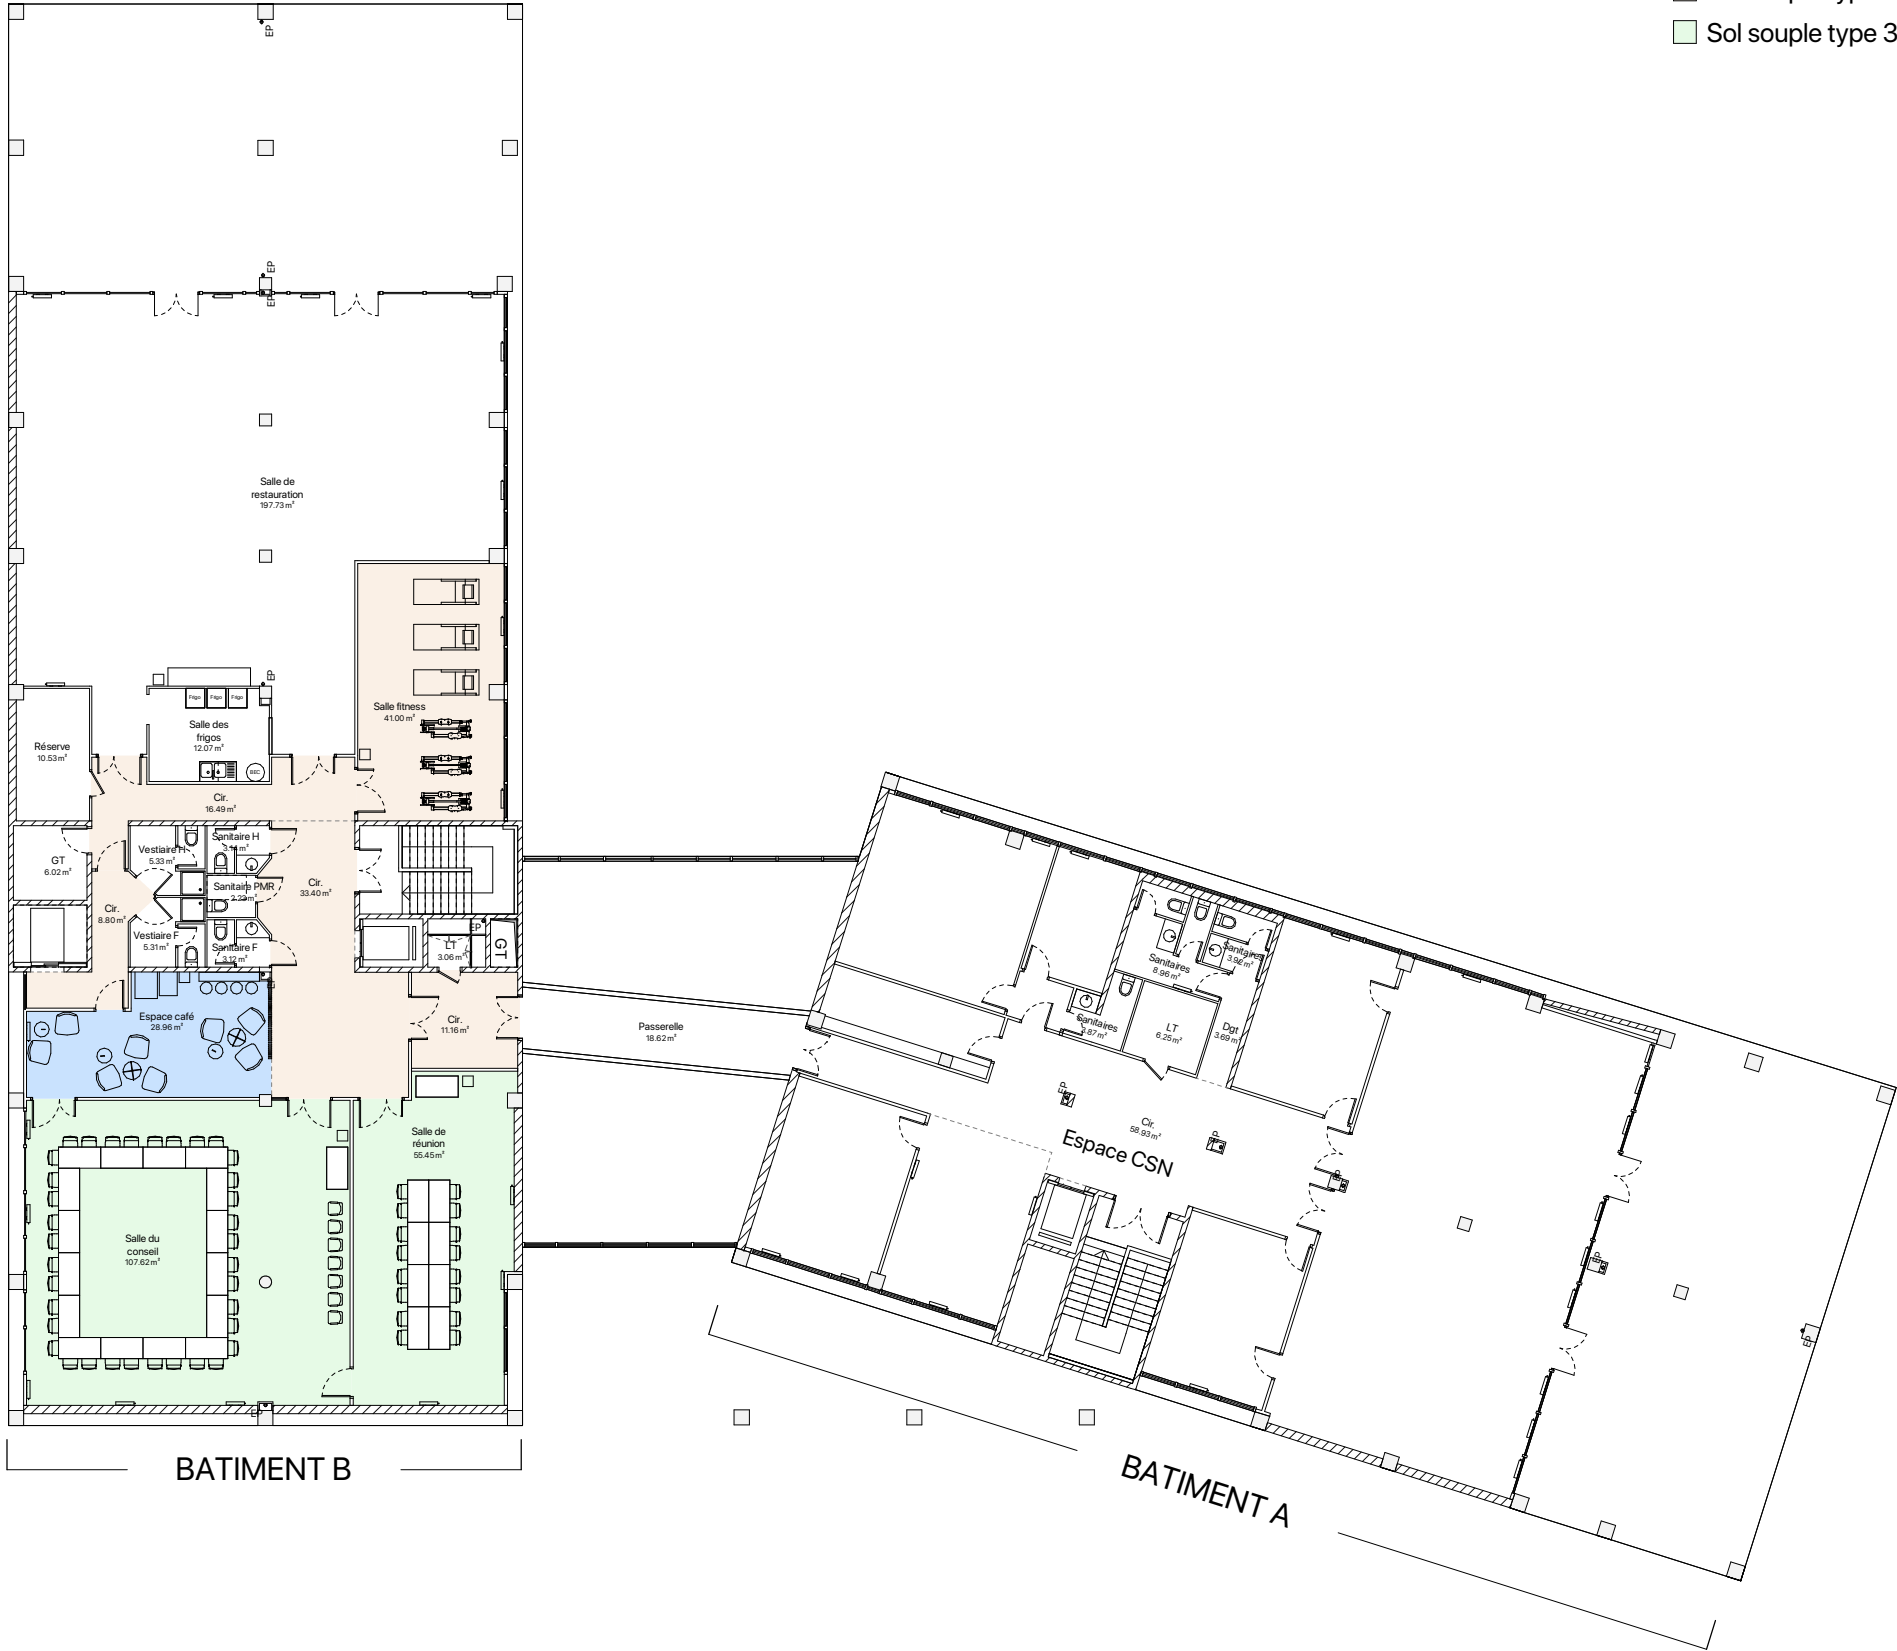 Sol souple type 3
EP
EP
EP
Salle de
restauration
197.73 m²
EP
Frigo
Frigo
Frigo
Salle fitness
41.00 m²
Salle des
frigos
12.07 m²
Réserve
10.53 m²
BEC
Cir.
16.49 m²
Vestiaire H
5.33 m²
Sanitaire H
GT
6.02 m²
Sanitaire PMR
Cir.
33.40 m²
Cir.
8.80 m²
Vestiaire F
5.31 m²
Sanitaire F
3.12 m²
EP
LT
3.06 m²
GT
Espace café
28.96 m²
Cir.
11.16 m²
Passerelle
18.62 m²
Salle de
réunion
55.45 m²
Salle du
conseil
107.62 m²
BATIMENT B
Sanitaires
8.96 m²
Sanitaires
Sanitaires
LT
6.25 m²
Dgt
3.69 m²
EP
Cir.
58.93 m²
Espace CSN
EP
EP
EP
BATIMENT A